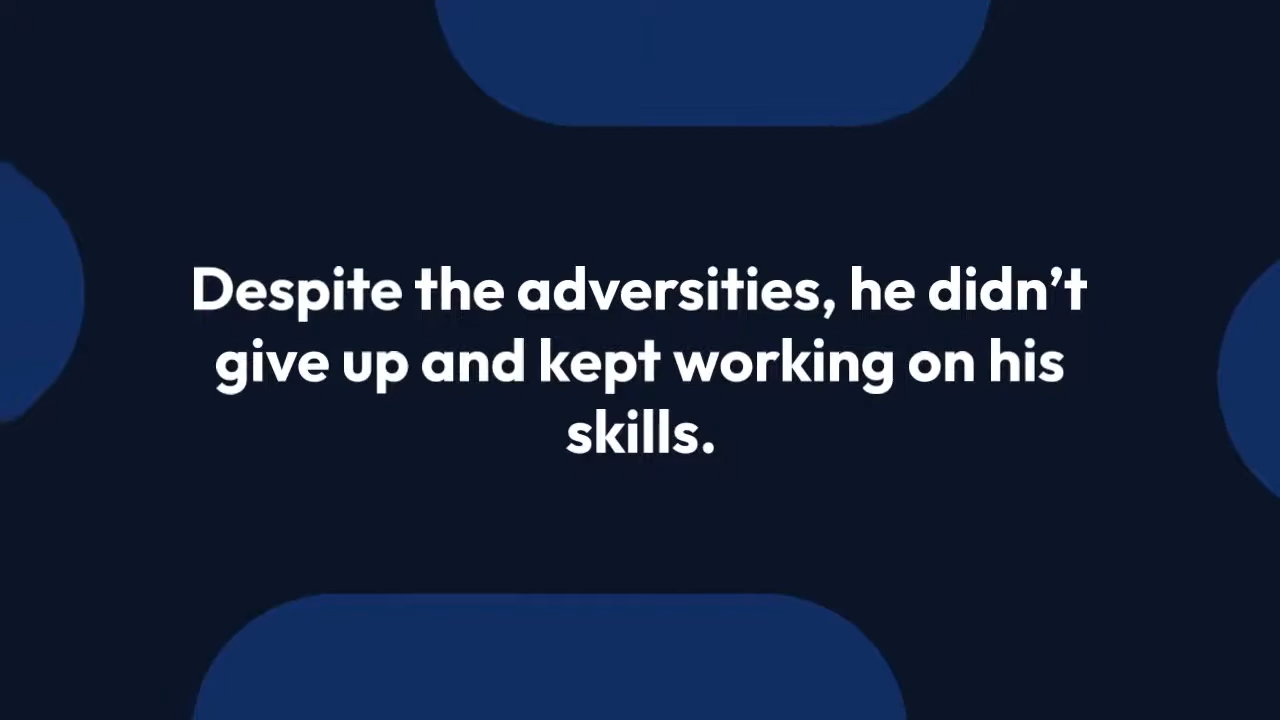 Despite the adversities, he didn’t
give up and kept working on his
skills.